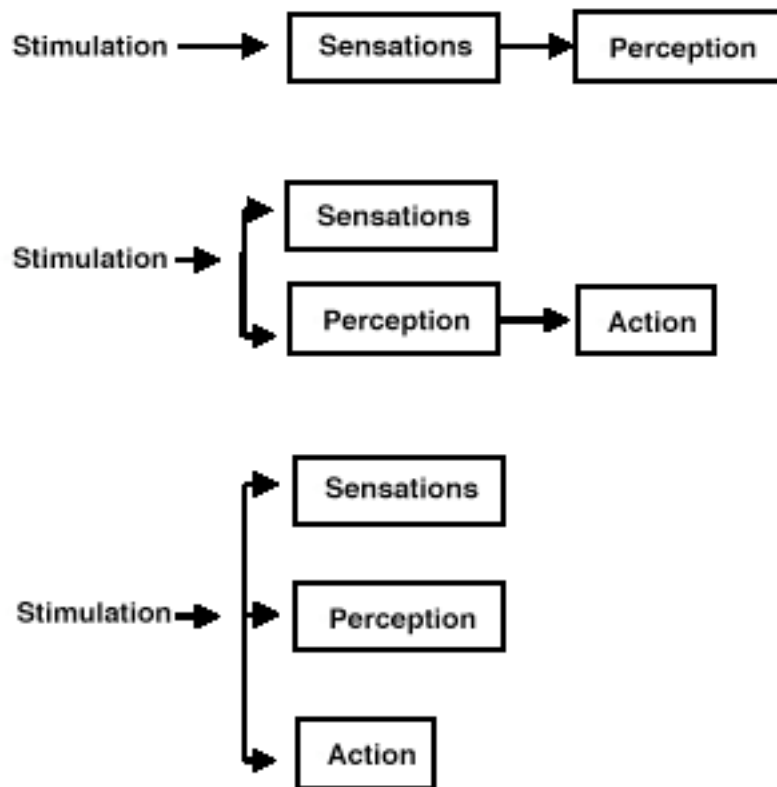 Stimulation Sensations Perception
Sensations
Stimulation
Perception Action
Sensations
Stimulation Perception
Action